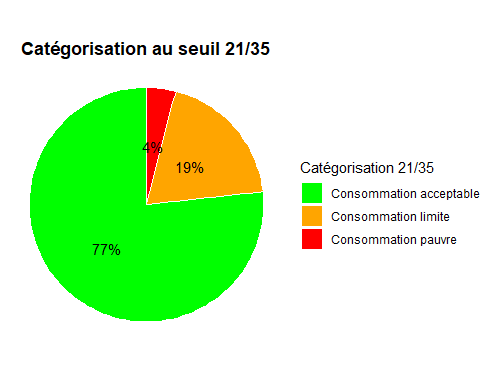 Catégorisation au seuil 21/35
4%
19%
77%
Catégorisation 21/35
Consommation acceptable
Consommation limite
Consommation pauvre